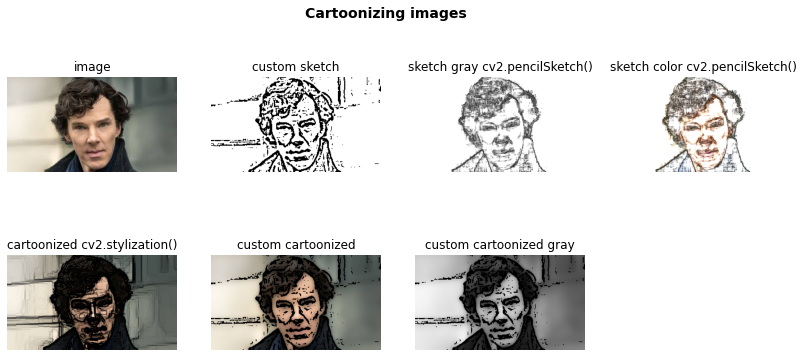 Cartoonizing images
image
custom sketch
sketch gray cv2.pencilSketch()
sketch color cv2.pencilSketch()
cartoonized cv2.stylization()
custom cartoonized
custom cartoonized gray